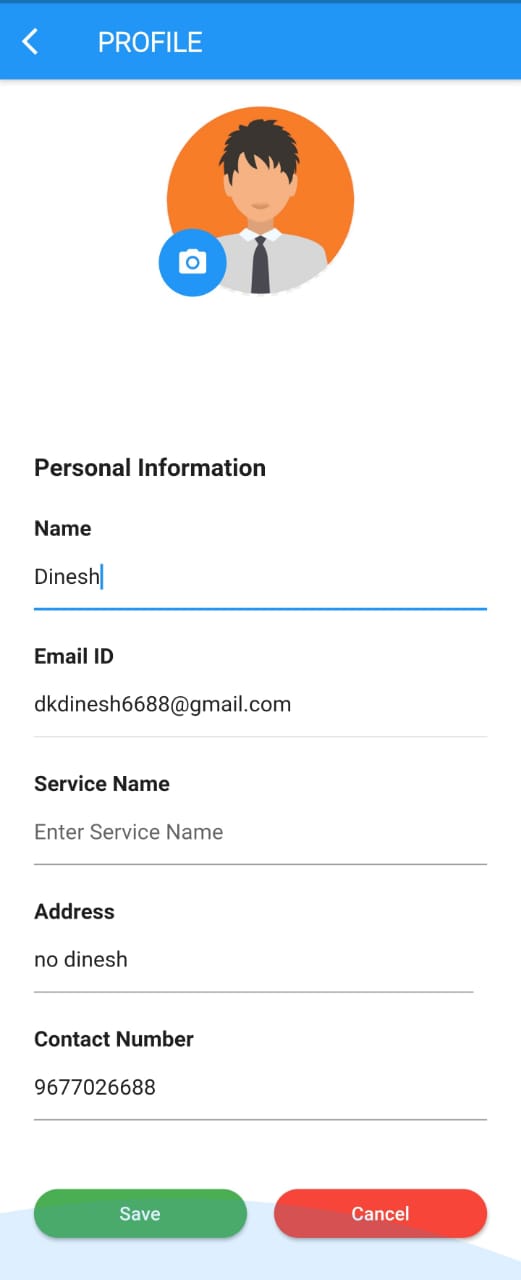 PROFILE
Personal Information
Name
Dinesh
Email ID
dkdinesh6688@gmail.com
Service Name
Enter Service Name
Address
no dinesh
Contact Number
9677026688
Save Cancel